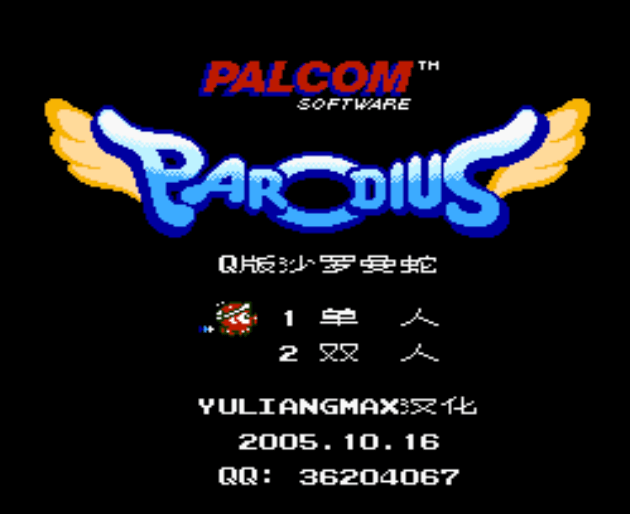 PALCOM™
SOFTWARE
PARODIUS
Q版沙罗曼蛇
1 单 人
2 双 人
YULIANGMAX汉化
2005.10.16
QQ: 36204067